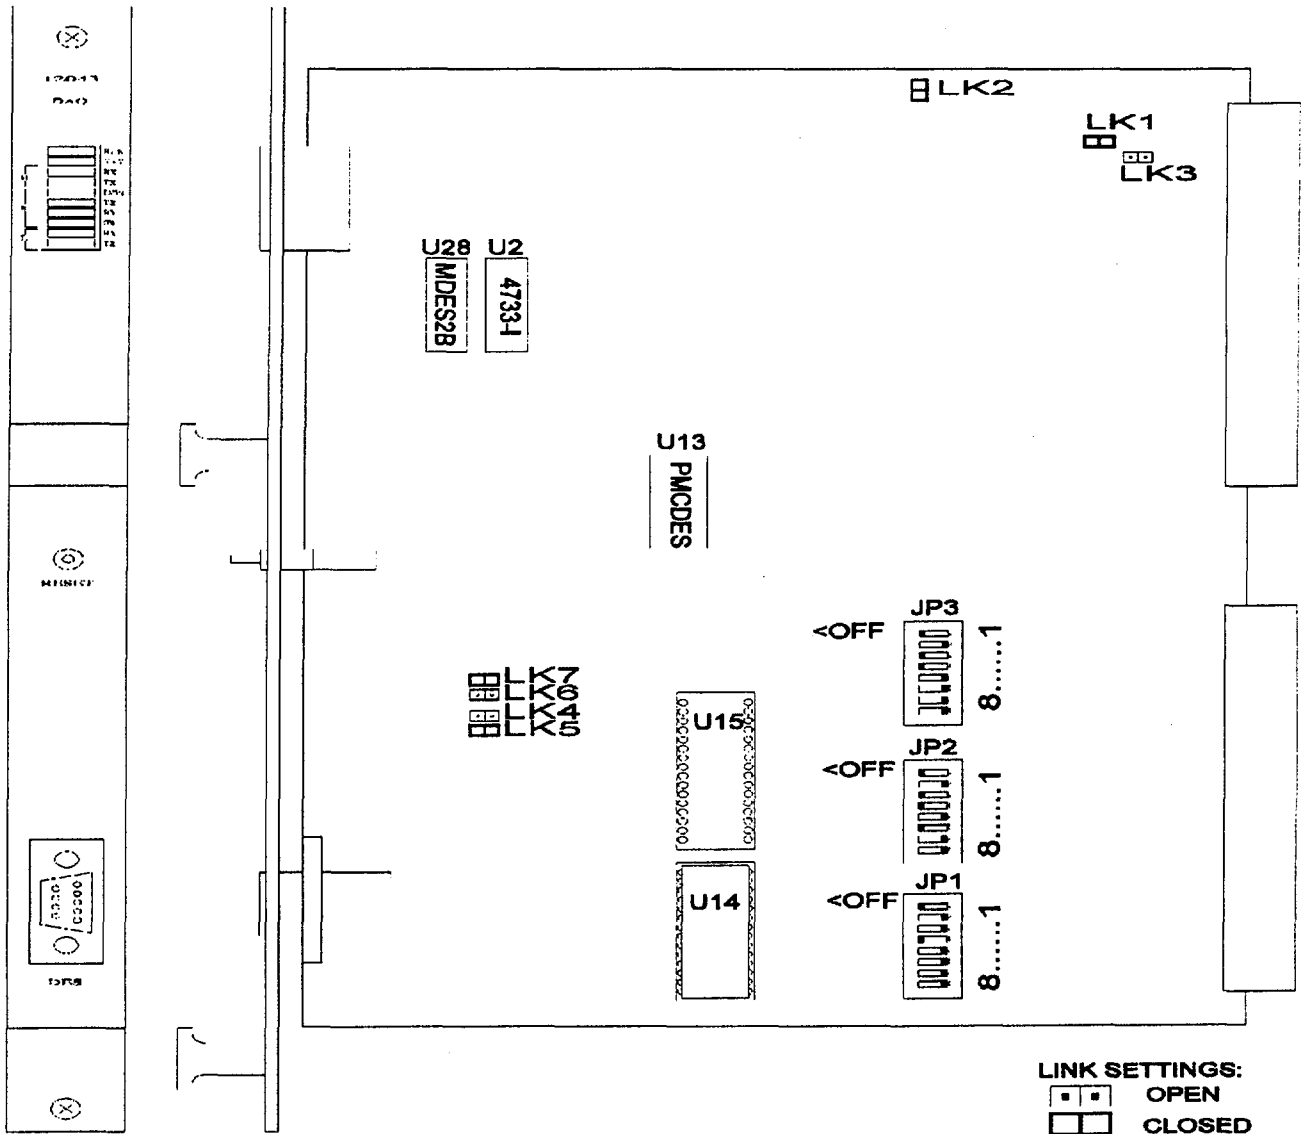 LK2
LK1
LK3
U28 U2
MDES2B
4733-I
U13
PMCDES
JP3
<OFF
8......1
LK7
LK6
LK4
LK5
U15
JP2
<OFF
8......1
U14
JP1
<OFF
8......1
LINK SETTINGS:
OPEN
CLOSED